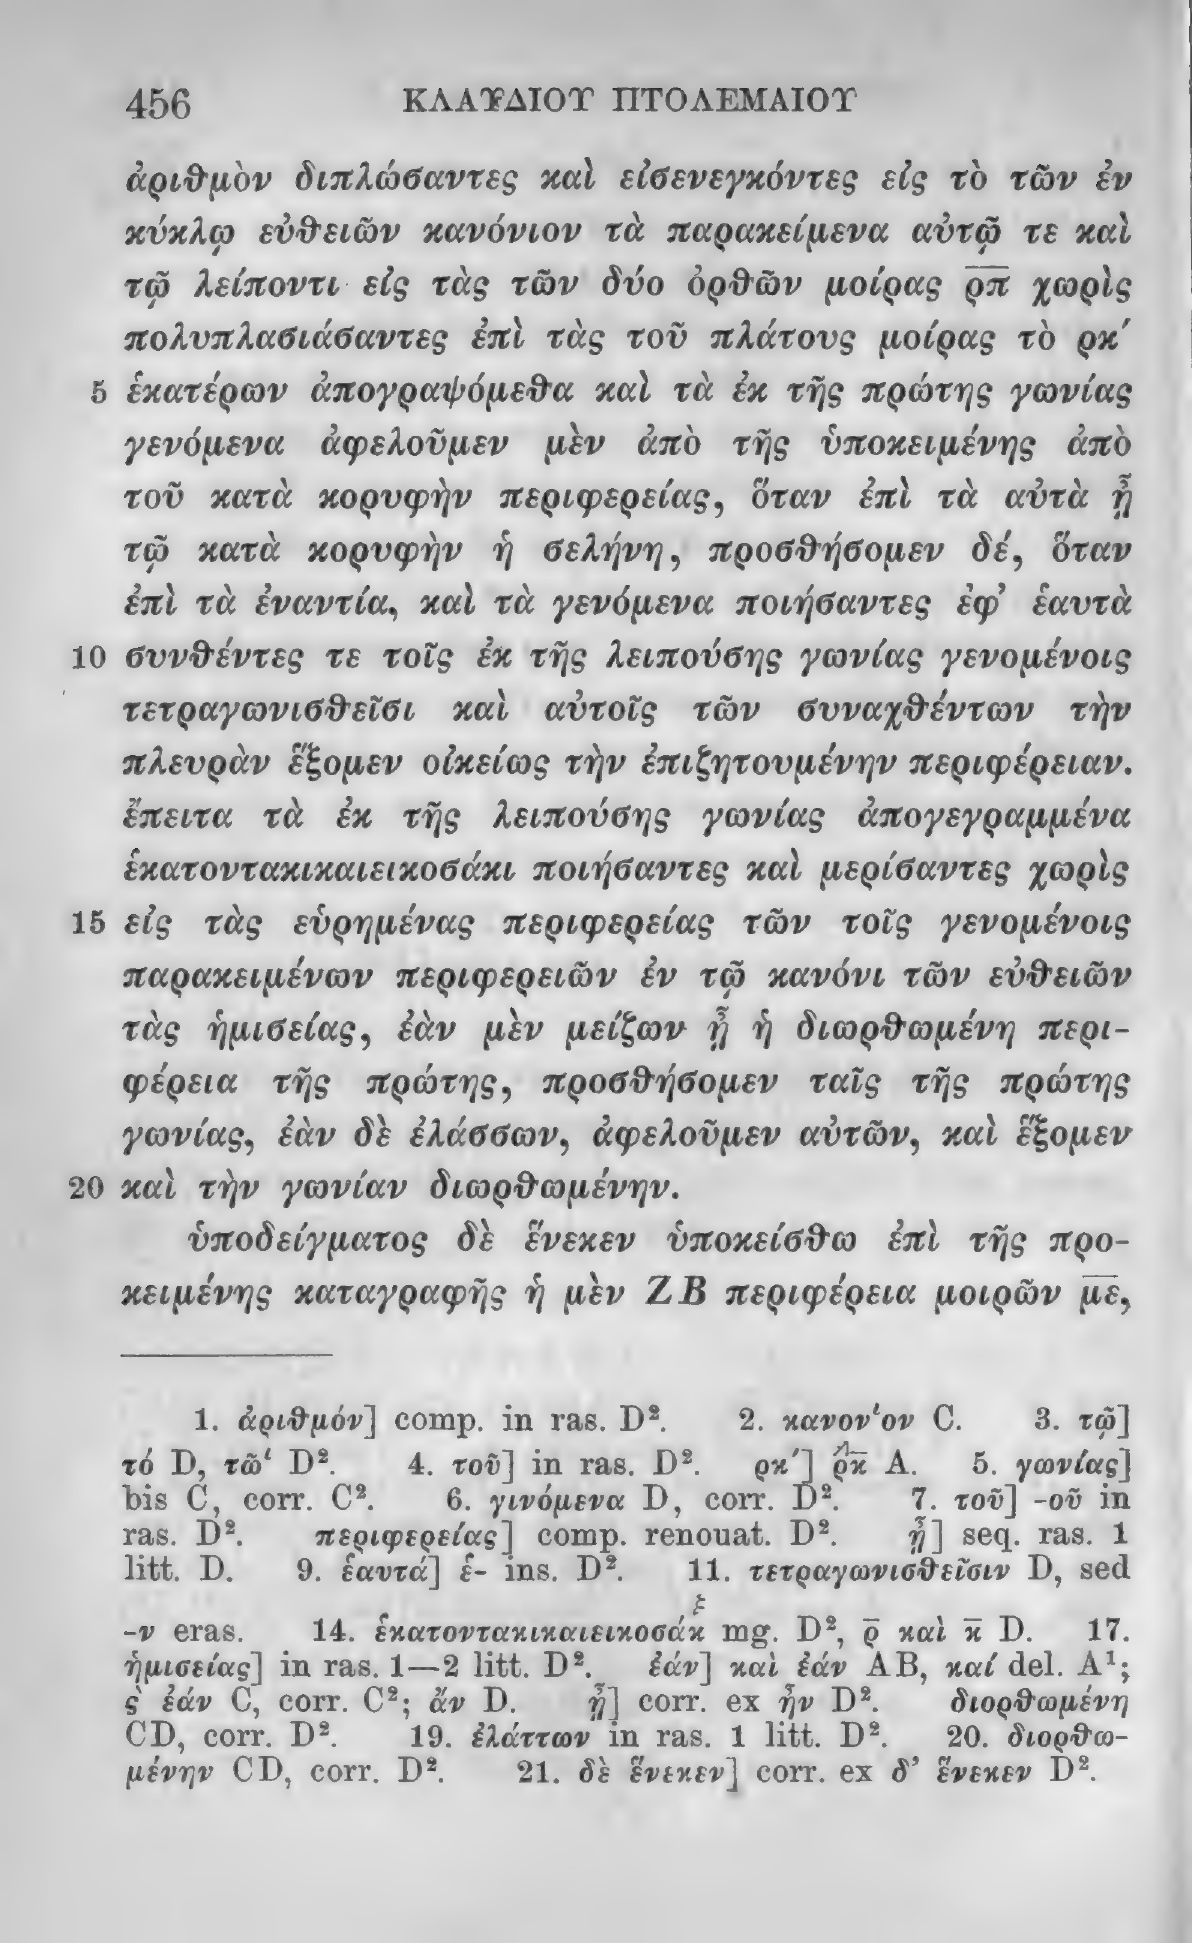 456 ΚΛΑΥΔΙΟΥ ΠΤΟΛΕΜΑΙΟΥ
ἀριϑμὸν διπλώσαντες καὶ εἰσενεγκόντες εἰς τὸ τῶν ἐν
κύκλῳ εὐϑειῶν κανόνιον τὰ παρακείμενα αὐτῷ τε καὶ
τῷ λείποντι εἰς τὰς τῶν δύο ὀρϑῶν μοίρας ρ̅π̅ χωρὶς
πολυπλασιάσαντες ἐπὶ τὰς τοῦ πλάτους μοίρας τὸ ρκ′
5 ἑκατέρων ἀπογραψόμεϑα καὶ τὰ ἐκ τῆς πρώτης γωνίας
γενόμενα ἀφελοῦμεν μὲν ἀπὸ τῆς ὑποκειμένης ἀπὸ
τοῦ κατὰ κορυφὴν περιφερείας, ὅταν ἐπὶ τὰ αὐτὰ ᾖ
τῷ κατὰ κορυφὴν ἡ σελήνη, προσϑήσομεν δέ, ὅταν
ἐπὶ τὰ ἐναντία, καὶ τὰ γενόμενα ποιήσαντες ἐφ’ ἑαυτὰ
10 συνϑέντες τε τοῖς ἐκ τῆς λειπούσης γωνίας γενομένοις
τετραγωνισϑεῖσι καὶ αὐτοῖς τῶν συναχϑέντων τὴν
πλευρὰν ἕξομεν οἰκείως τὴν ἐπιζητουμένην περιφέρειαν.
ἔπειτα τὰ ἐκ τῆς λειπούσης γωνίας ἀπογεγραμμένα
ἑκατοντακικαιεικοσάκι ποιήσαντες καὶ μερίσαντες χωρὶς
15 εἰς τὰς εὑρημένας περιφερείας τῶν τοῖς γενομένοις
παρακειμένων περιφερειῶν ἐν τῷ κανόνι τῶν εὐϑειῶν
τὰς ἡμισείας, ἐὰν μὲν μείζων ᾖ ἡ διωρϑωμένη περι-
φέρεια τῆς πρώτης, προσϑήσομεν ταῖς τῆς πρώτης
γωνίας, ἐὰν δὲ ἐλάσσων, ἀφελοῦμεν αὐτῶν, καὶ ἕξομεν
20 καὶ τὴν γωνίαν διωρϑωμένην.
ὑποδείγματος δὲ ἕνεκεν ὑποκείσϑω ἐπὶ τῆς προ-
κειμένης καταγραφῆς ἡ μὲν ΖΒ περιφέρεια μοιρῶν μ̅ε̅,
1. ἀριϑμόν] comp. in ras. D². 2. κανονʻον C. 3. τῷ]
τό D, τῶʻ D². 4. τοῦ] in ras. D². ρκ′] ρ̅κ̅ A. 5. γωνίας]
bis C, corr. C². 6. γινόμενα D, corr. D². 7. τοῦ] -οῦ in
ras. D². περιφερείας] comp. renouat. D². ᾖ] seq. ras. 1
litt. D. 9. ἑαυτά] ἑ- ins. D². 11. τετραγωνισϑεῖσιν D, sed
-ν eras. 14. ἑκατοντακικαιεικοσάκ^ξ mg. D², ρ̅ καὶ κ̅ D. 17.
ἡμισείας] in ras. 1—2 litt. D². ἐάν] καὶ ἐάν AB, καί del. A¹;
ϛ̀ ἐάν C, corr. C²; ἄν D. ᾖ] corr. ex ἦν D². διορϑωμένη
CD, corr. D². 19. ἐλάττων in ras. 1 litt. D². 20. διορϑω-
μένην CD, corr. D². 21. δὲ ἕνεκεν] corr. ex δ’ ἕνεκεν D².